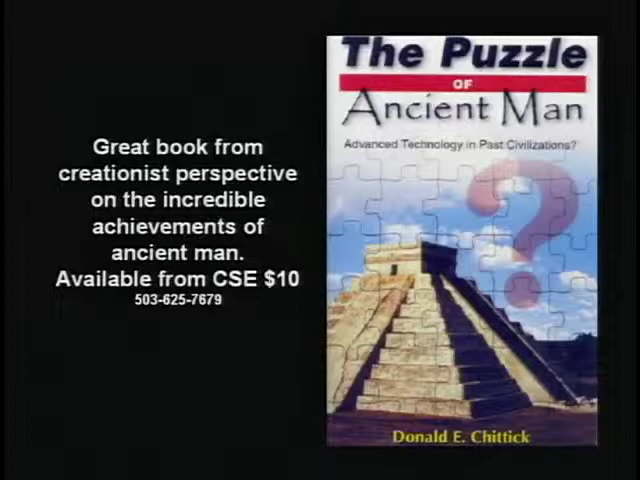 Great book from
creationist perspective
on the incredible
achievements of
ancient man.
Available from CSE $10
503-625-7679
The Puzzle
OF
Ancient Man
Advanced Technology in Past Civilizations?
Donald E. Chittick